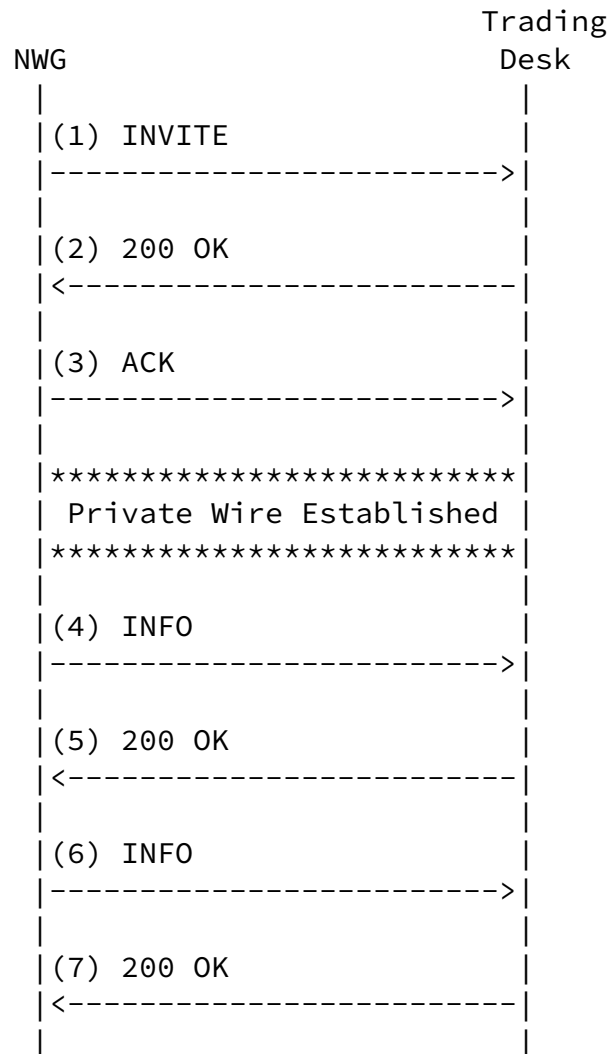 Trading
NWG Desk
(1) INVITE
(2) 200 OK
(3) ACK
***************************
Private Wire Established
***************************
(4) INFO
(5) 200 OK
(6) INFO
(7) 200 OK